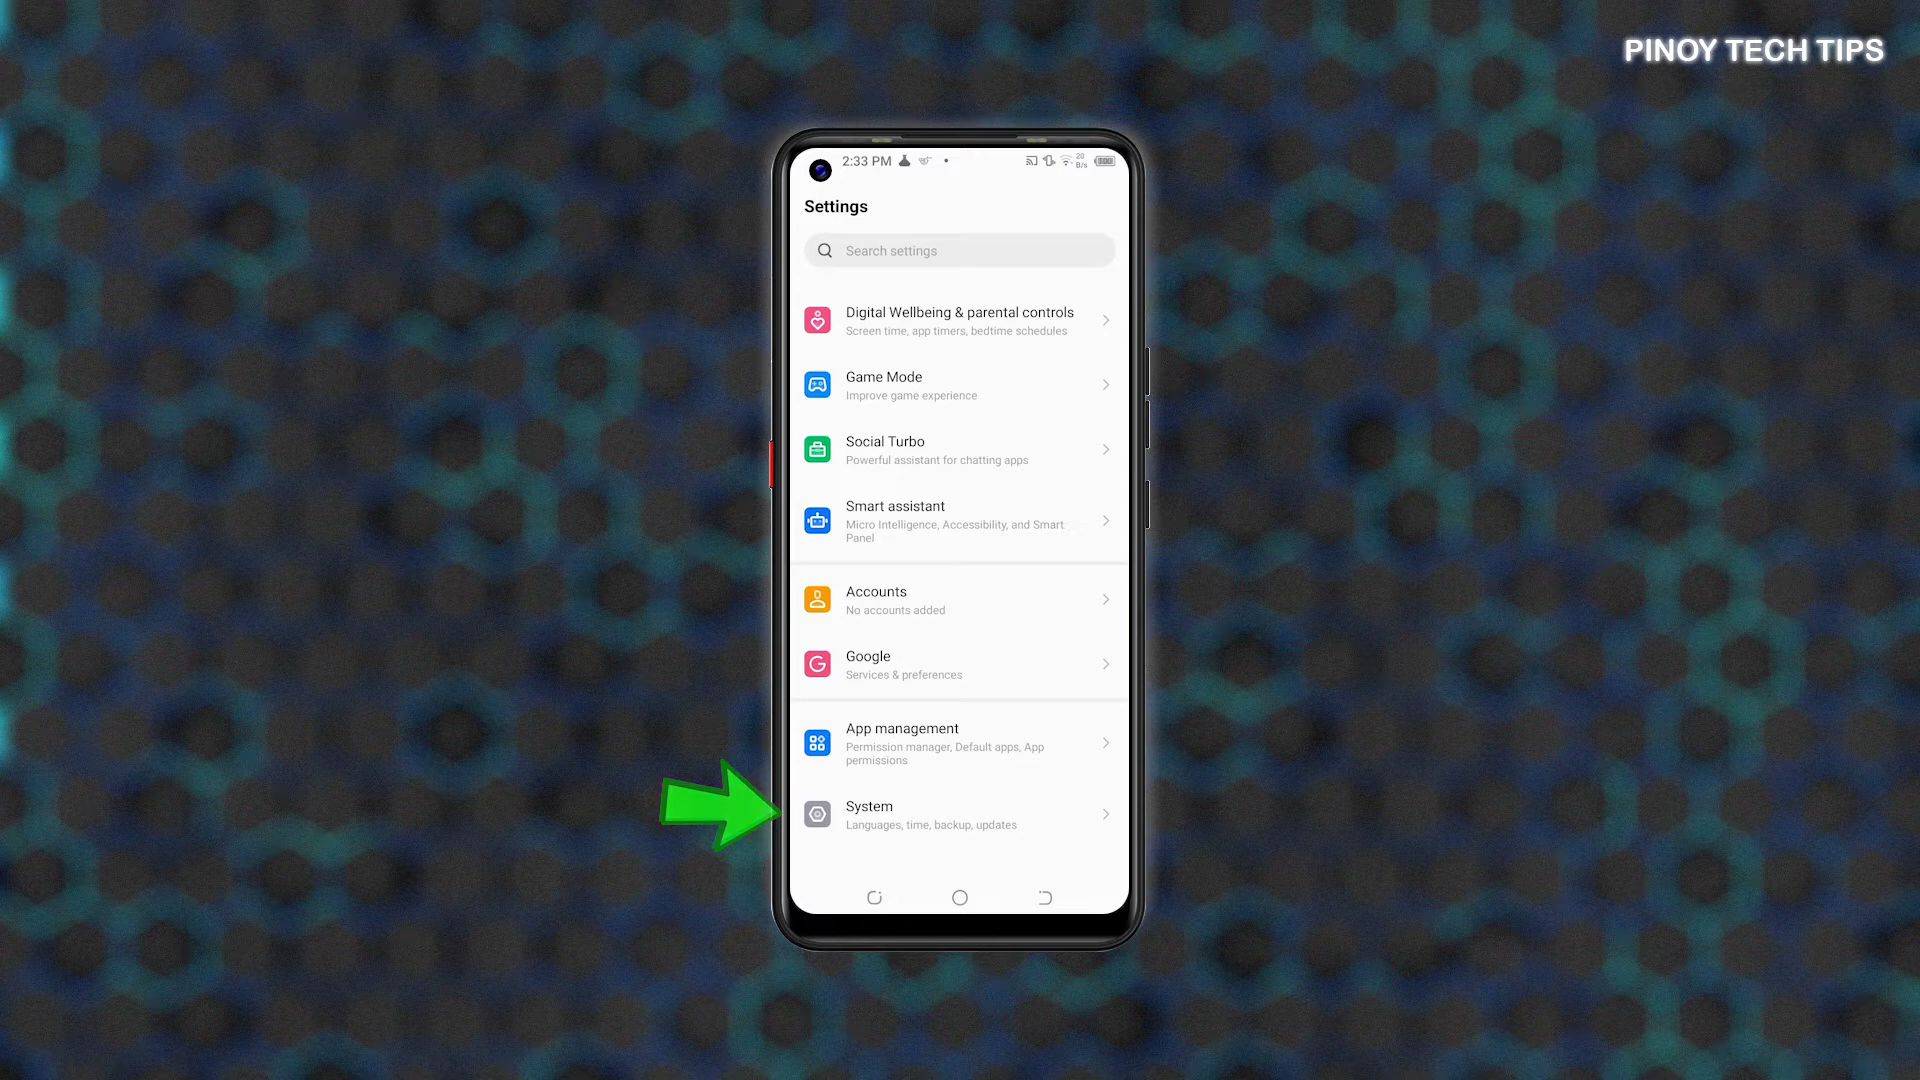 PINOY TECH TIPS
2:33 PM
20
B/s
Settings
Search settings
Digital Wellbeing & parental controls
Screen time, app timers, bedtime schedules
Game Mode
Improve game experience
Social Turbo
Powerful assistant for chatting apps
Smart assistant
Micro Intelligence, Accessibility, and Smart
Panel
Accounts
No accounts added
Google
Services & preferences
App management
Permission manager, Default apps, App
permissions
System
Languages, time, backup, updates